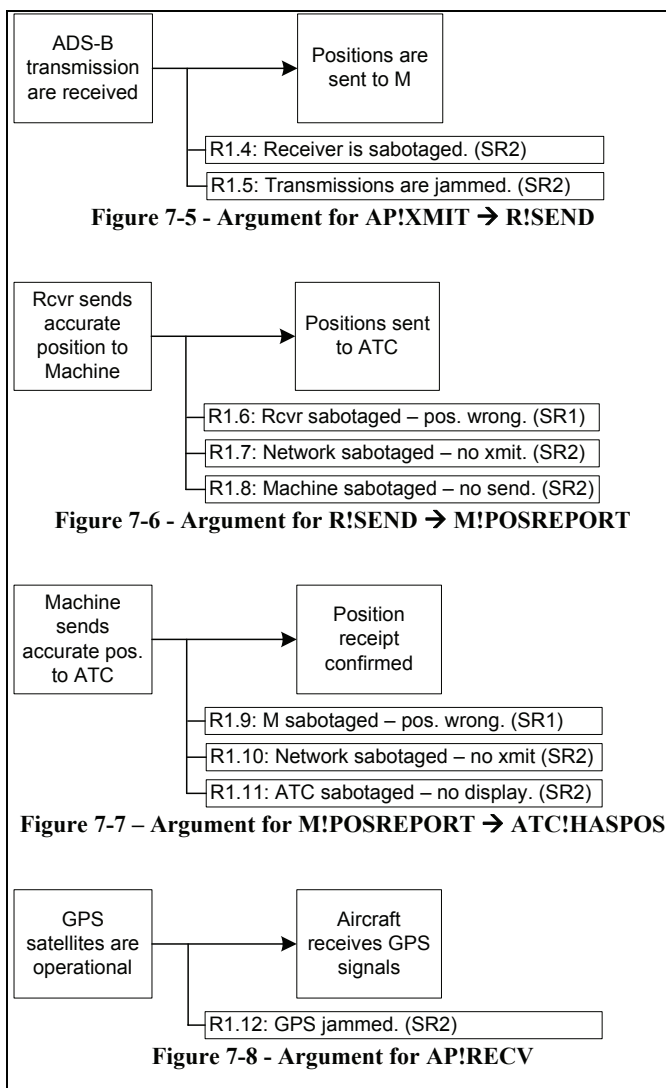 ADS-B
transmission
are received
Positions are
sent to M
R1.4: Receiver is sabotaged. (SR2)
R1.5: Transmissions are jammed. (SR2)
Figure 7-5 - Argument for AP!XMIT → R!SEND
Rcvr sends
accurate
position to
Machine
Positions sent
to ATC
R1.6: Rcvr sabotaged – pos. wrong. (SR1)
R1.7: Network sabotaged – no xmit. (SR2)
R1.8: Machine sabotaged – no send. (SR2)
Figure 7-6 - Argument for R!SEND → M!POSREPORT
Machine
sends
accurate pos.
to ATC
Position
receipt
confirmed
R1.9: M sabotaged – pos. wrong. (SR1)
R1.10: Network sabotaged – no xmit (SR2)
R1.11: ATC sabotaged – no display. (SR2)
Figure 7-7 – Argument for M!POSREPORT → ATC!HASPOS
GPS
satellites are
operational
Aircraft
receives GPS
signals
R1.12: GPS jammed. (SR2)
Figure 7-8 - Argument for AP!RECV